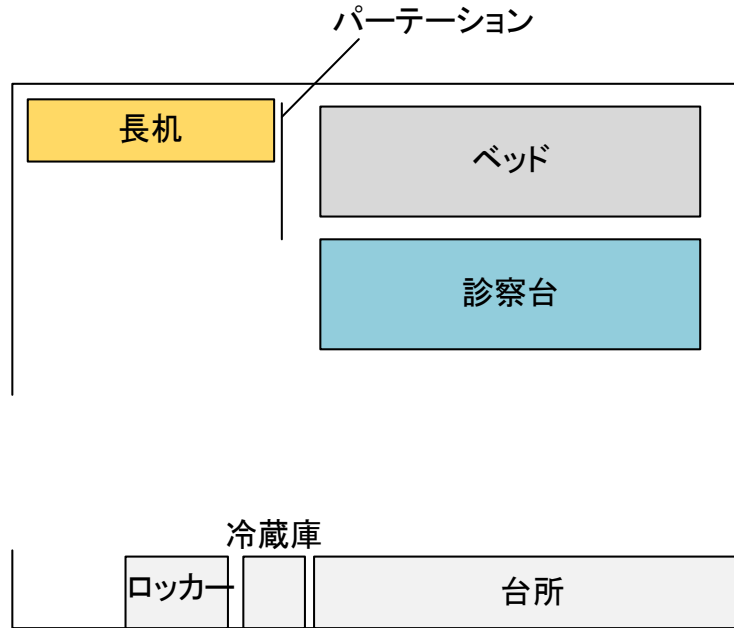 パーテーション
長机
ベッド
診察台
冷蔵庫
ロッカー
台所